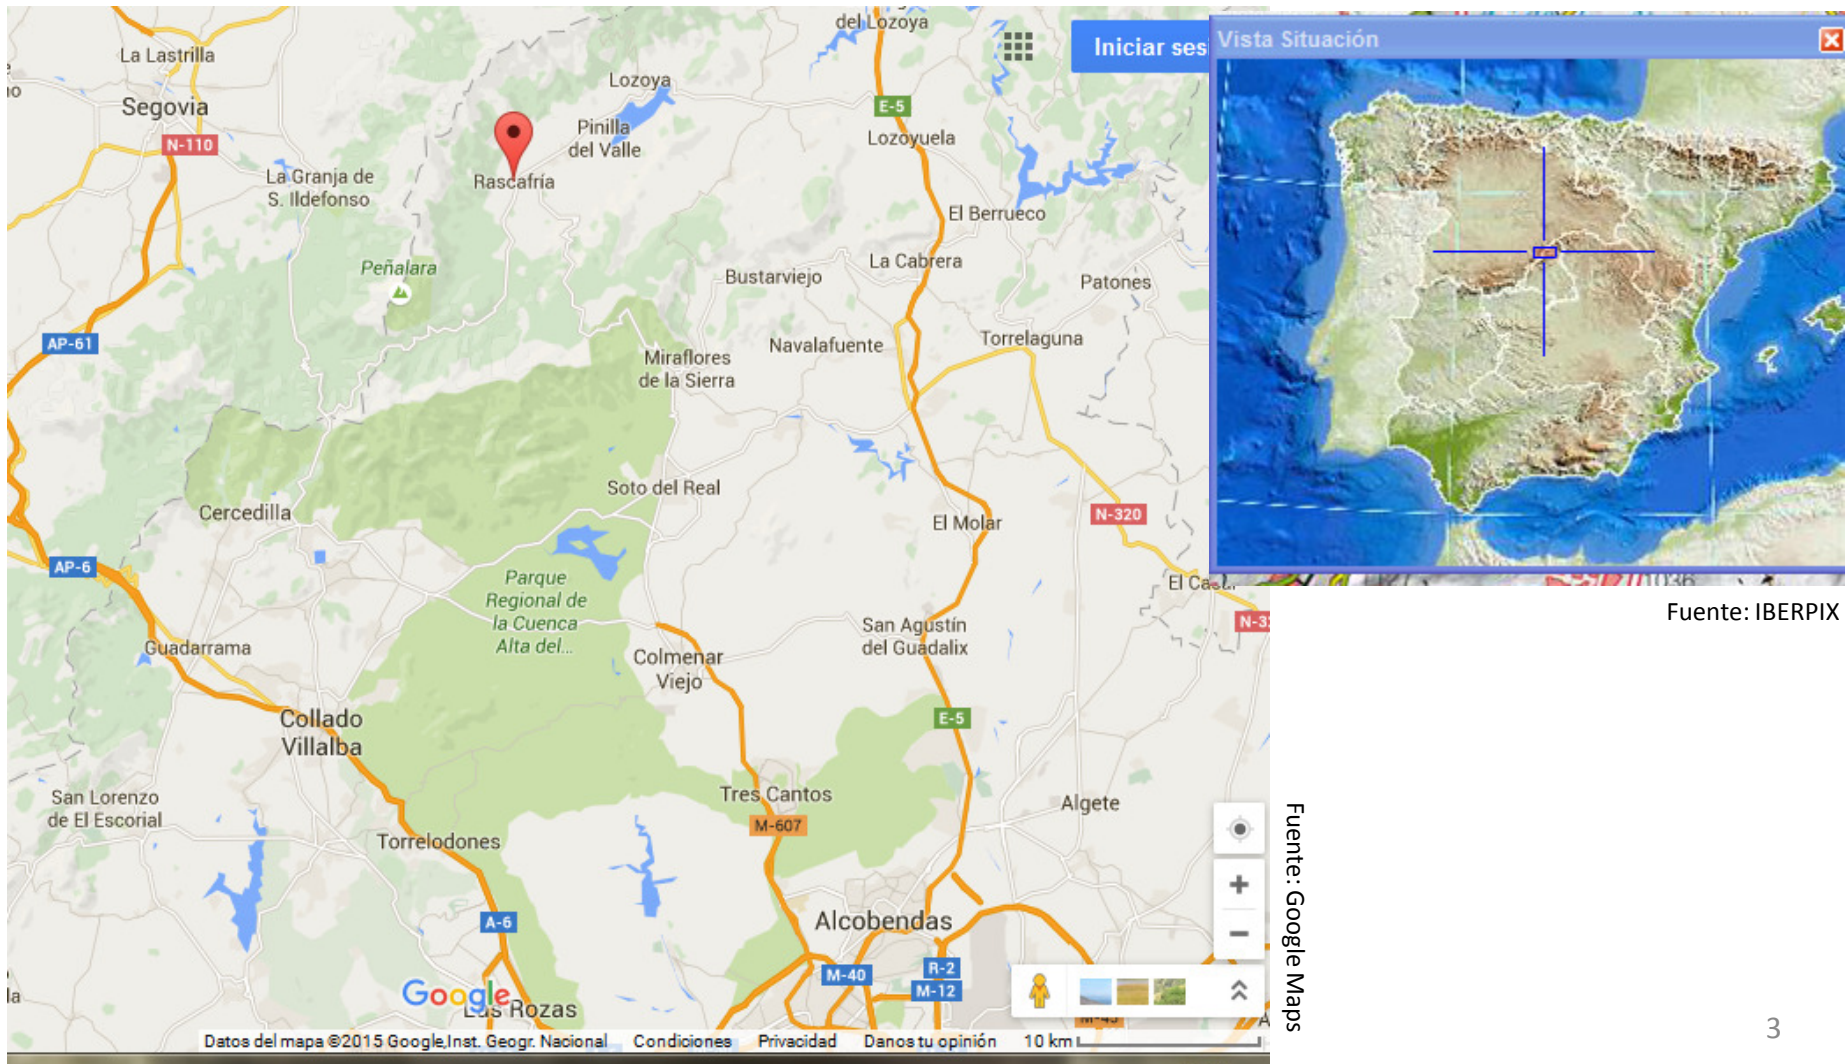 del Lozoya
La Lastrilla
Iniciar ses
Vista Situación
Lozoya
Segovia
E-5
Pinilla
del Valle
Lozoyuela
N-110
La Granja de
S. Ildefonso
Rascafría
El Berrueco
Peñalara
Bustarviejo
La Cabrera
Patones
AP-61
Navalafuente
Torrelaguna
Miraflores
de la Sierra
Soto del Real
Cercedilla
El Molar
N-320
AP-6
Parque
Regional de
la Cuenca
Alta del...
El Casar
1036
Fuente: IBERPIX
N-3
Guadarrama
San Agustín
del Guadalix
Colmenar
Viejo
Collado
Villalba
E-5
San Lorenzo
de El Escorial
Tres Cantos
Algete
M-607
Torrelodones
Fuente: Google Maps
A-6
Alcobendas
M-40
R-2
M-12
Google
Las Rozas
3
Datos del mapa ©2015 Google,Inst. Geogr. Nacional Condiciones Privacidad Danos tu opinión 10 km